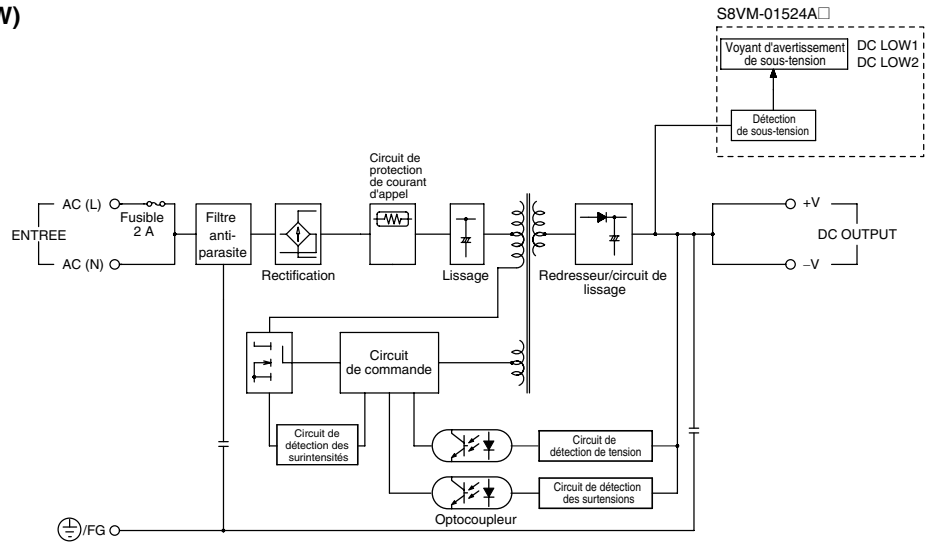 W)
S8VM-01524A□
Voyant d'avertissement
de sous-tension
DC LOW1
DC LOW2
Détection
de sous-tension
Circuit de
protection
de courant
d'appel
AC (L)
Fusible
2 A
ENTREE
AC (N)
Filtre
anti-
parasite
Rectification
Lissage
Redresseur/circuit de
lissage
+V
DC OUTPUT
–V
Circuit
de commande
Circuit de
détection des
surintensités
Circuit de
détection de tension
Circuit de détection
des surtensions
Optocoupleur
/FG